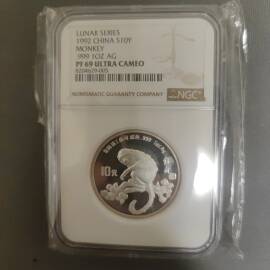 LUNAR SERIES
1992 CHINA S10Y
MONKEY
.999 1OZ AG
PF 69 ULTRA CAMEO
NUMISMATIC GUARANTY COMPANY
NGC
10元